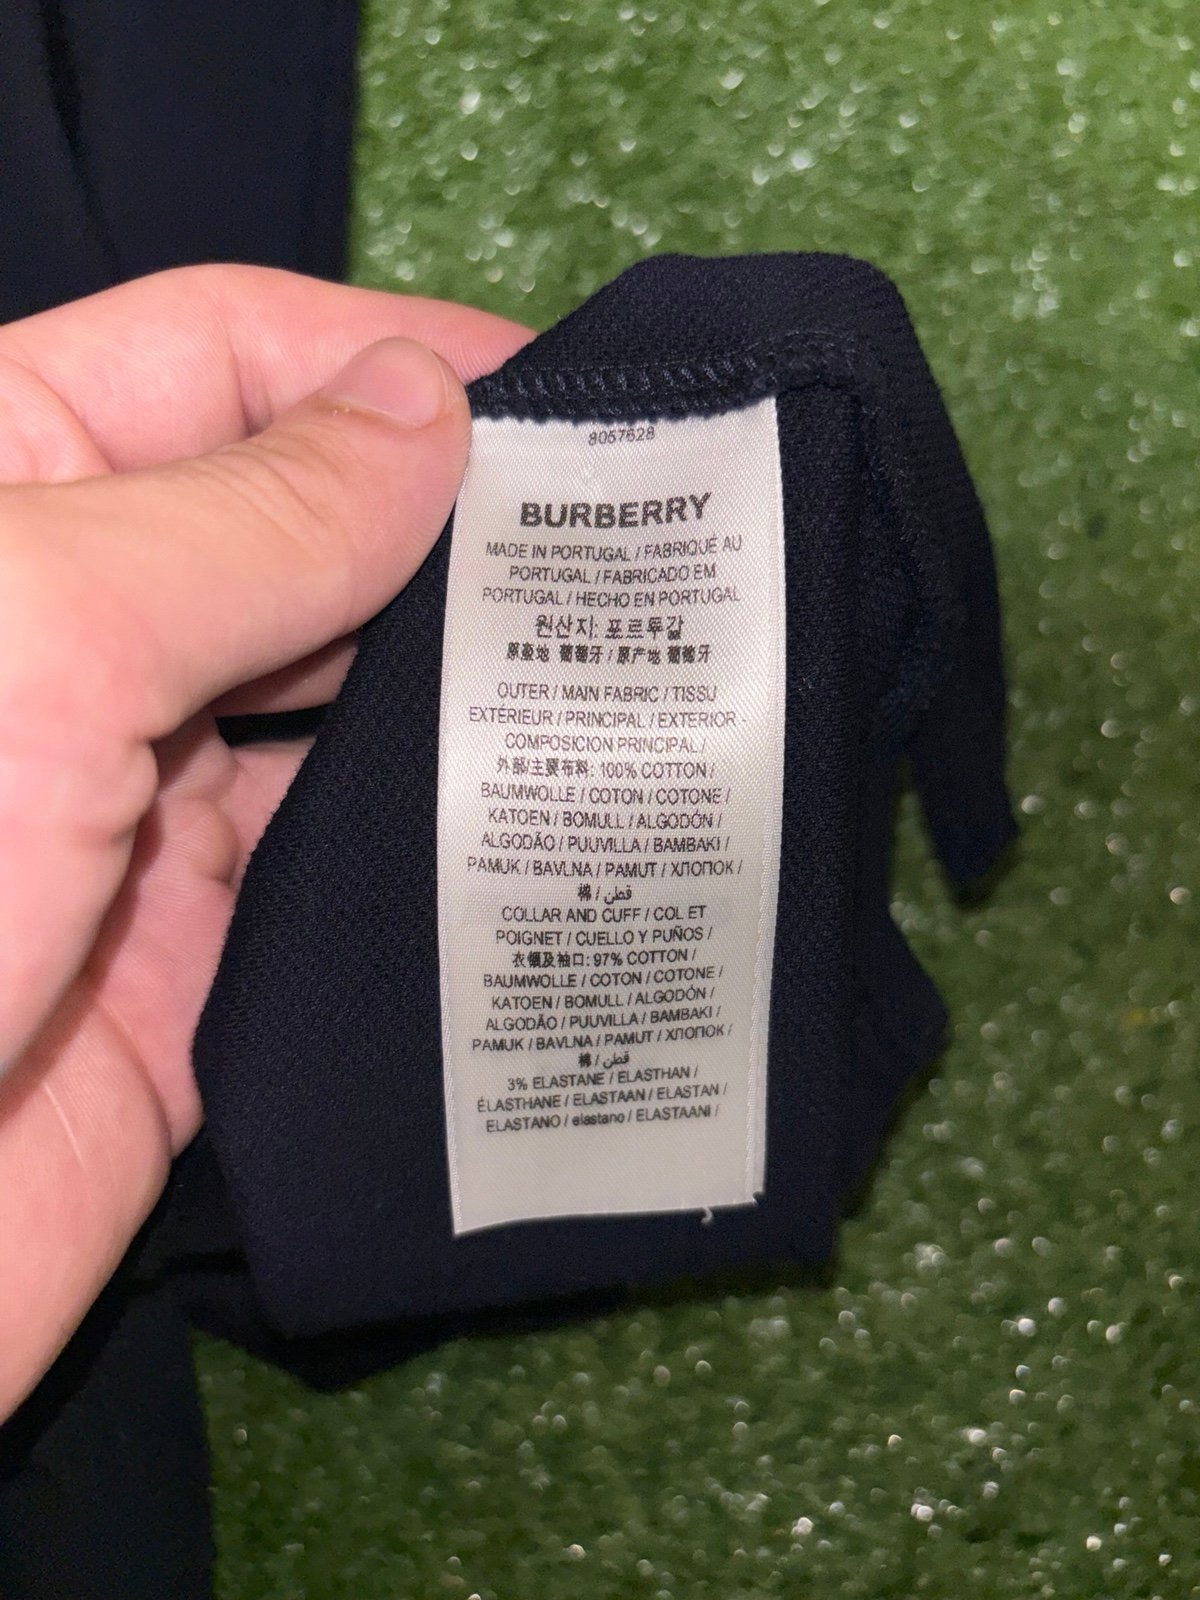 8057628
BURBERRY
MADE IN PORTUGAL / FABRIQUÉ AU
PORTUGAL / FABRICADO EM
PORTUGAL / HECHO EN PORTUGAL
원산지: 포르투갈
原產地 葡萄牙 / 原产地 葡萄牙
OUTER / MAIN FABRIC / TISSU
EXTERIEUR / PRINCIPAL / EXTERIOR -
COMPOSICION PRINCIPAL /
外部/主要布料: 100% COTTON /
BAUMWOLLE / COTON / COTONE /
KATOEN / BOMULL / ALGODÓN /
ALGODÃO / PUUVILLA / BAMBAKI /
PAMUK / BAVLNA / PAMUT / ХЛОПОК /
棉 / قطن
COLLAR AND CUFF / COL ET
POIGNET / CUELLO Y PUÑOS /
衣領及袖口: 97% COTTON /
BAUMWOLLE / COTON / COTONE /
KATOEN / BOMULL / ALGODÓN /
ALGODÃO / PUUVILLA / BAMBAKI /
PAMUK / BAVLNA / PAMUT / ХЛОПОК /
棉 / قطن
3% ELASTANE / ELASTHAN /
ÉLASTHANE / ELASTAAN / ELASTAN /
ELASTANO / elastano / ELASTAANI /